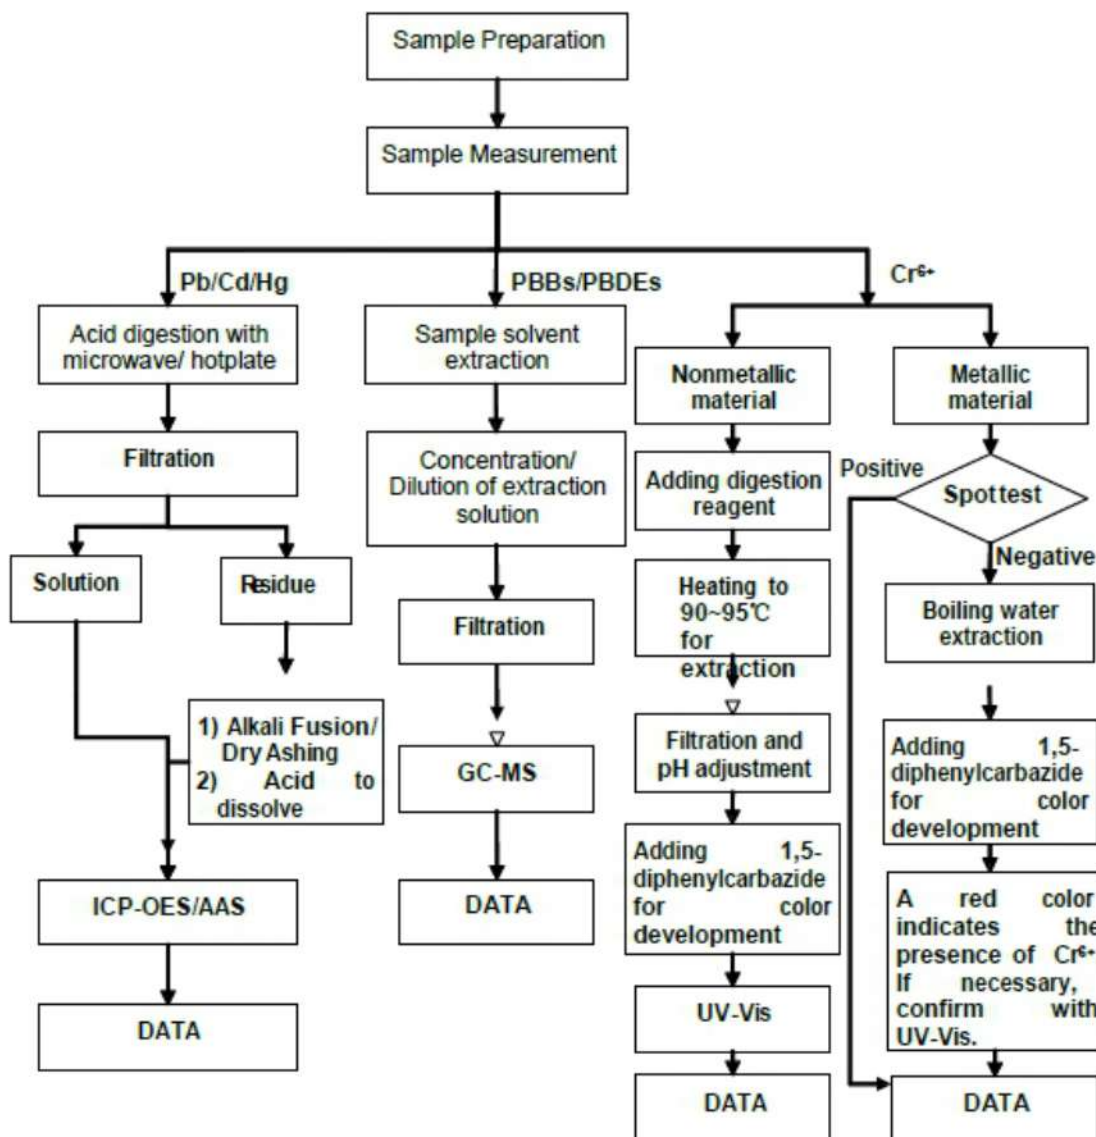 Sample Preparation
Sample Measurement
Pb/Cd/Hg
PBBs/PBDEs
Cr⁶⁺
Acid digestion with
microwave/ hotplate
Filtration
Solution
Residue
1) Alkali Fusion/
Dry Ashing
2) Acid to
dissolve
ICP-OES/AAS
DATA
Sample solvent
extraction
Concentration/
Dilution of extraction
solution
Filtration
GC-MS
DATA
Nonmetallic
material
Adding digestion
reagent
Heating to
90~95℃
for
extraction
Filtration and
pH adjustment
Adding 1,5-
diphenylcarbazide
for color
development
UV-Vis
DATA
Metallic
material
Positive
Spot test
Negative
Boiling water
extraction
Adding 1,5-
diphenylcarbazide
for color
development
A red color
indicates the
presence of Cr⁶⁺
If necessary,
confirm with
UV-Vis.
DATA